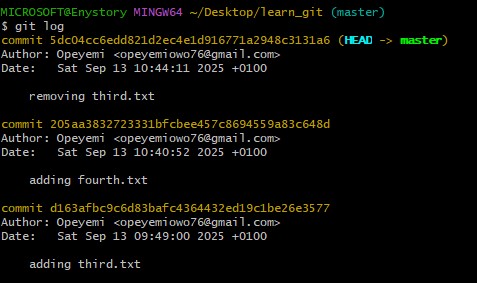 MICROSOFT@Enystory MINGW64 ~/Desktop/learn_git (master)
$ git log
commit 5dc04cc6edd821d2ec4e1d916771a2948c3131a6 (HEAD -> master)
Author: Opeyemi <opeyemiowo76@gmail.com>
Date:   Sat Sep 13 10:44:11 2025 +0100

    removing third.txt

commit 205aa3832723331bfcbee457c8694559a83c648d
Author: Opeyemi <opeyemiowo76@gmail.com>
Date:   Sat Sep 13 10:40:52 2025 +0100

    adding fourth.txt

commit d163afbc9c6d83bafc4364432ed19c1be26e3577
Author: Opeyemi <opeyemiowo76@gmail.com>
Date:   Sat Sep 13 09:49:00 2025 +0100

    adding third.txt